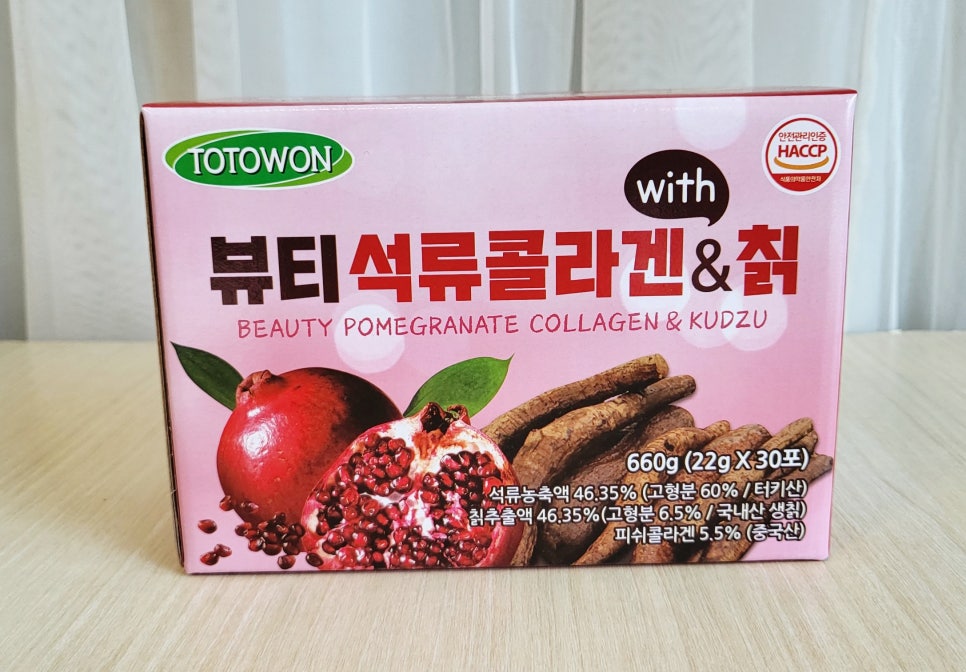 TOTOWON
안전관리인증
HACCP
식품의약품안전처
with
뷰티 석류콜라겐&칡
BEAUTY POMEGRANATE COLLAGEN & KUDZU
660g (22g X 30포)
석류농축액 46.35% (고형분 60% / 터키산)
칡추출액 46.35%(고형분 6.5% / 국내산 생칡)
피쉬콜라겐 5.5% (중국산)